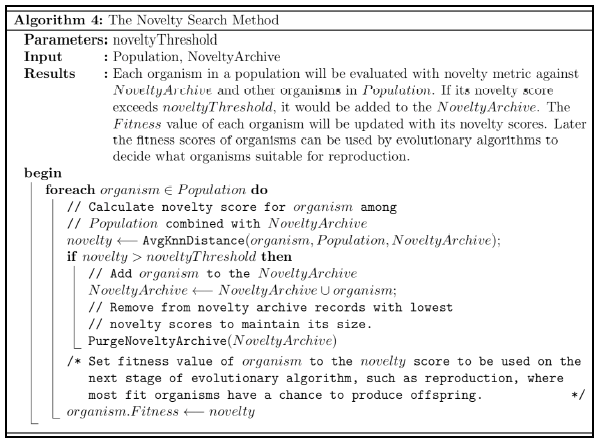 Algorithm 4: The Novelty Search Method
Parameters: noveltyThreshold
Input : Population, NoveltyArchive
Results : Each organism in a population will be evaluated with novelty metric against
NoveltyArchive and other organisms in Population. If its novelty score
exceeds noveltyThreshold, it would be added to the NoveltyArchive. The
Fitness value of each organism will be updated with its novelty scores. Later
the fitness scores of organisms can be used by evolutionary algorithms to
decide what organisms suitable for reproduction.
begin
foreach organism ∈ Population do
// Calculate novelty score for organism among
// Population combined with NoveltyArchive
novelty ⟵ AvgKnnDistance(organism, Population, NoveltyArchive);
if novelty > noveltyThreshold then
// Add organism to the NoveltyArchive
NoveltyArchive ⟵ NoveltyArchive ∪ organism;
// Remove from novelty archive records with lowest
// novelty scores to maintain its size.
PurgeNoveltyArchive(NoveltyArchive)
/* Set fitness value of organism to the novelty score to be used on the
next stage of evolutionary algorithm, such as reproduction, where
most fit organisms have a chance to produce offspring. */
organism.Fitness ⟵ novelty